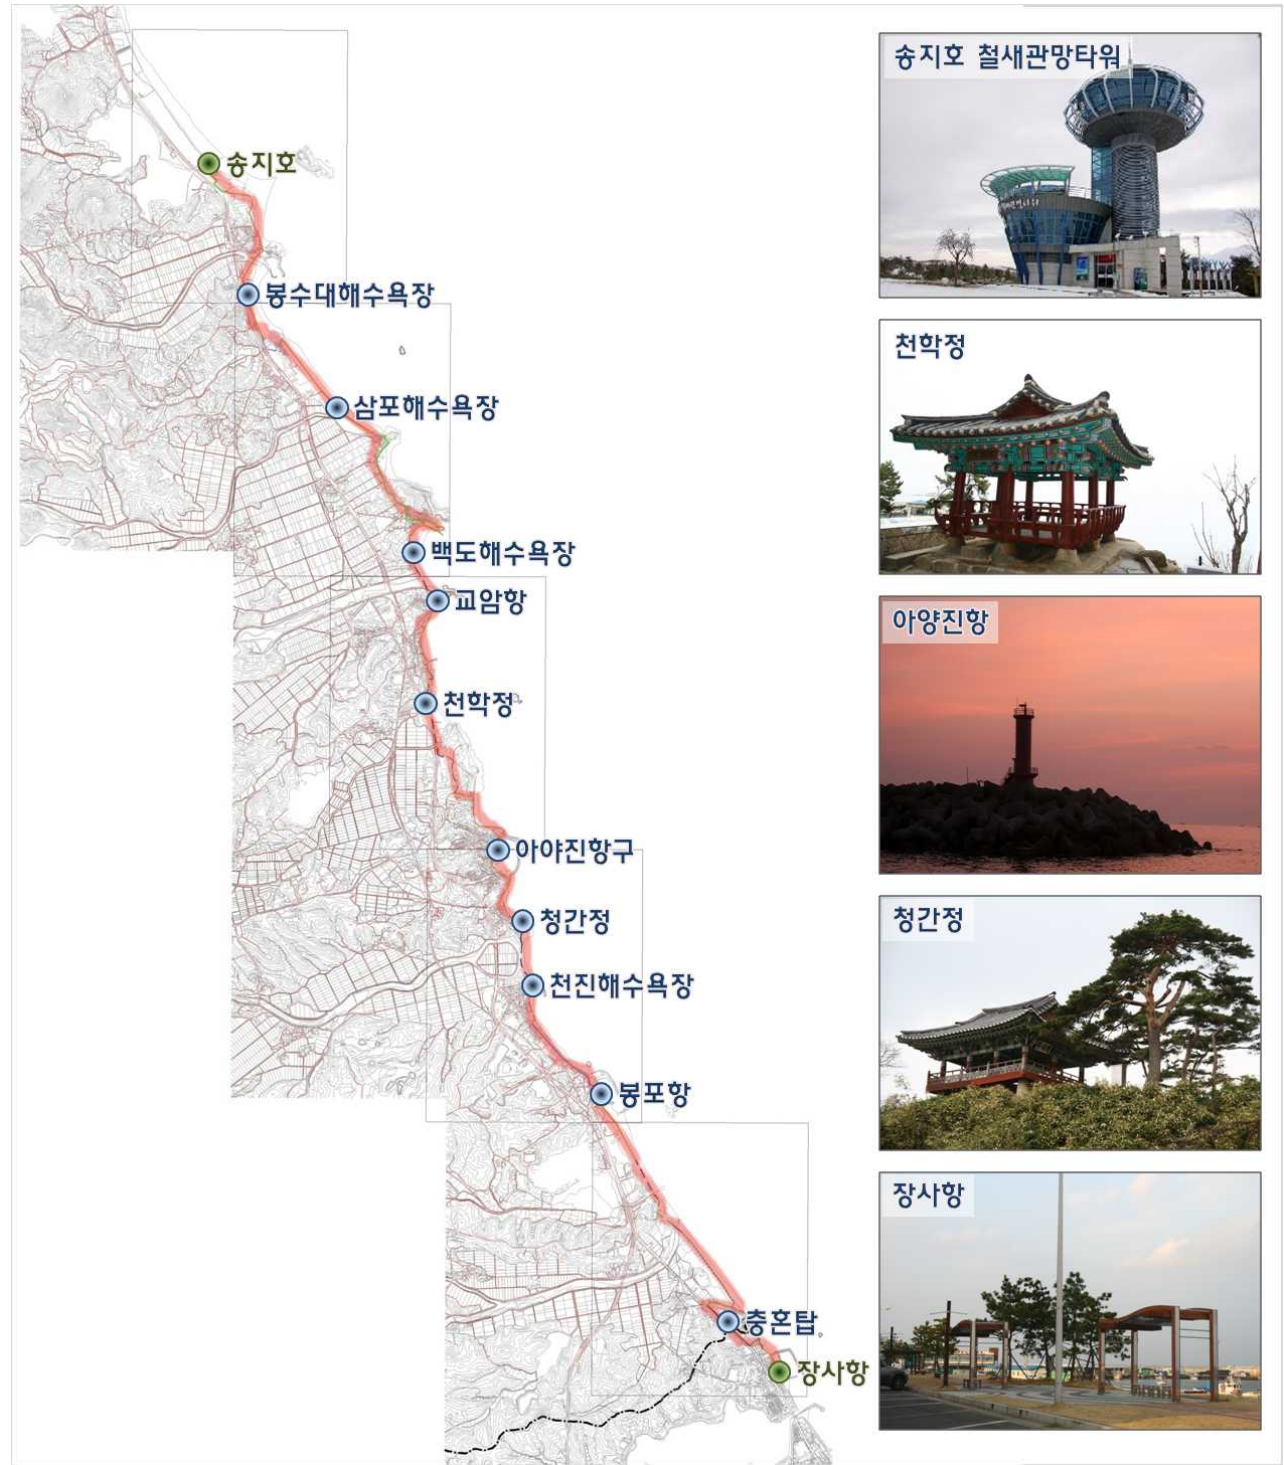 송지호
봉수대해수욕장
삼포해수욕장
백도해수욕장
교암항
천학정
아야진항구
청간정
천진해수욕장
봉포항
충혼탑
장사항
송지호 철새관망타워
천학정
아양진항
청간정
장사항